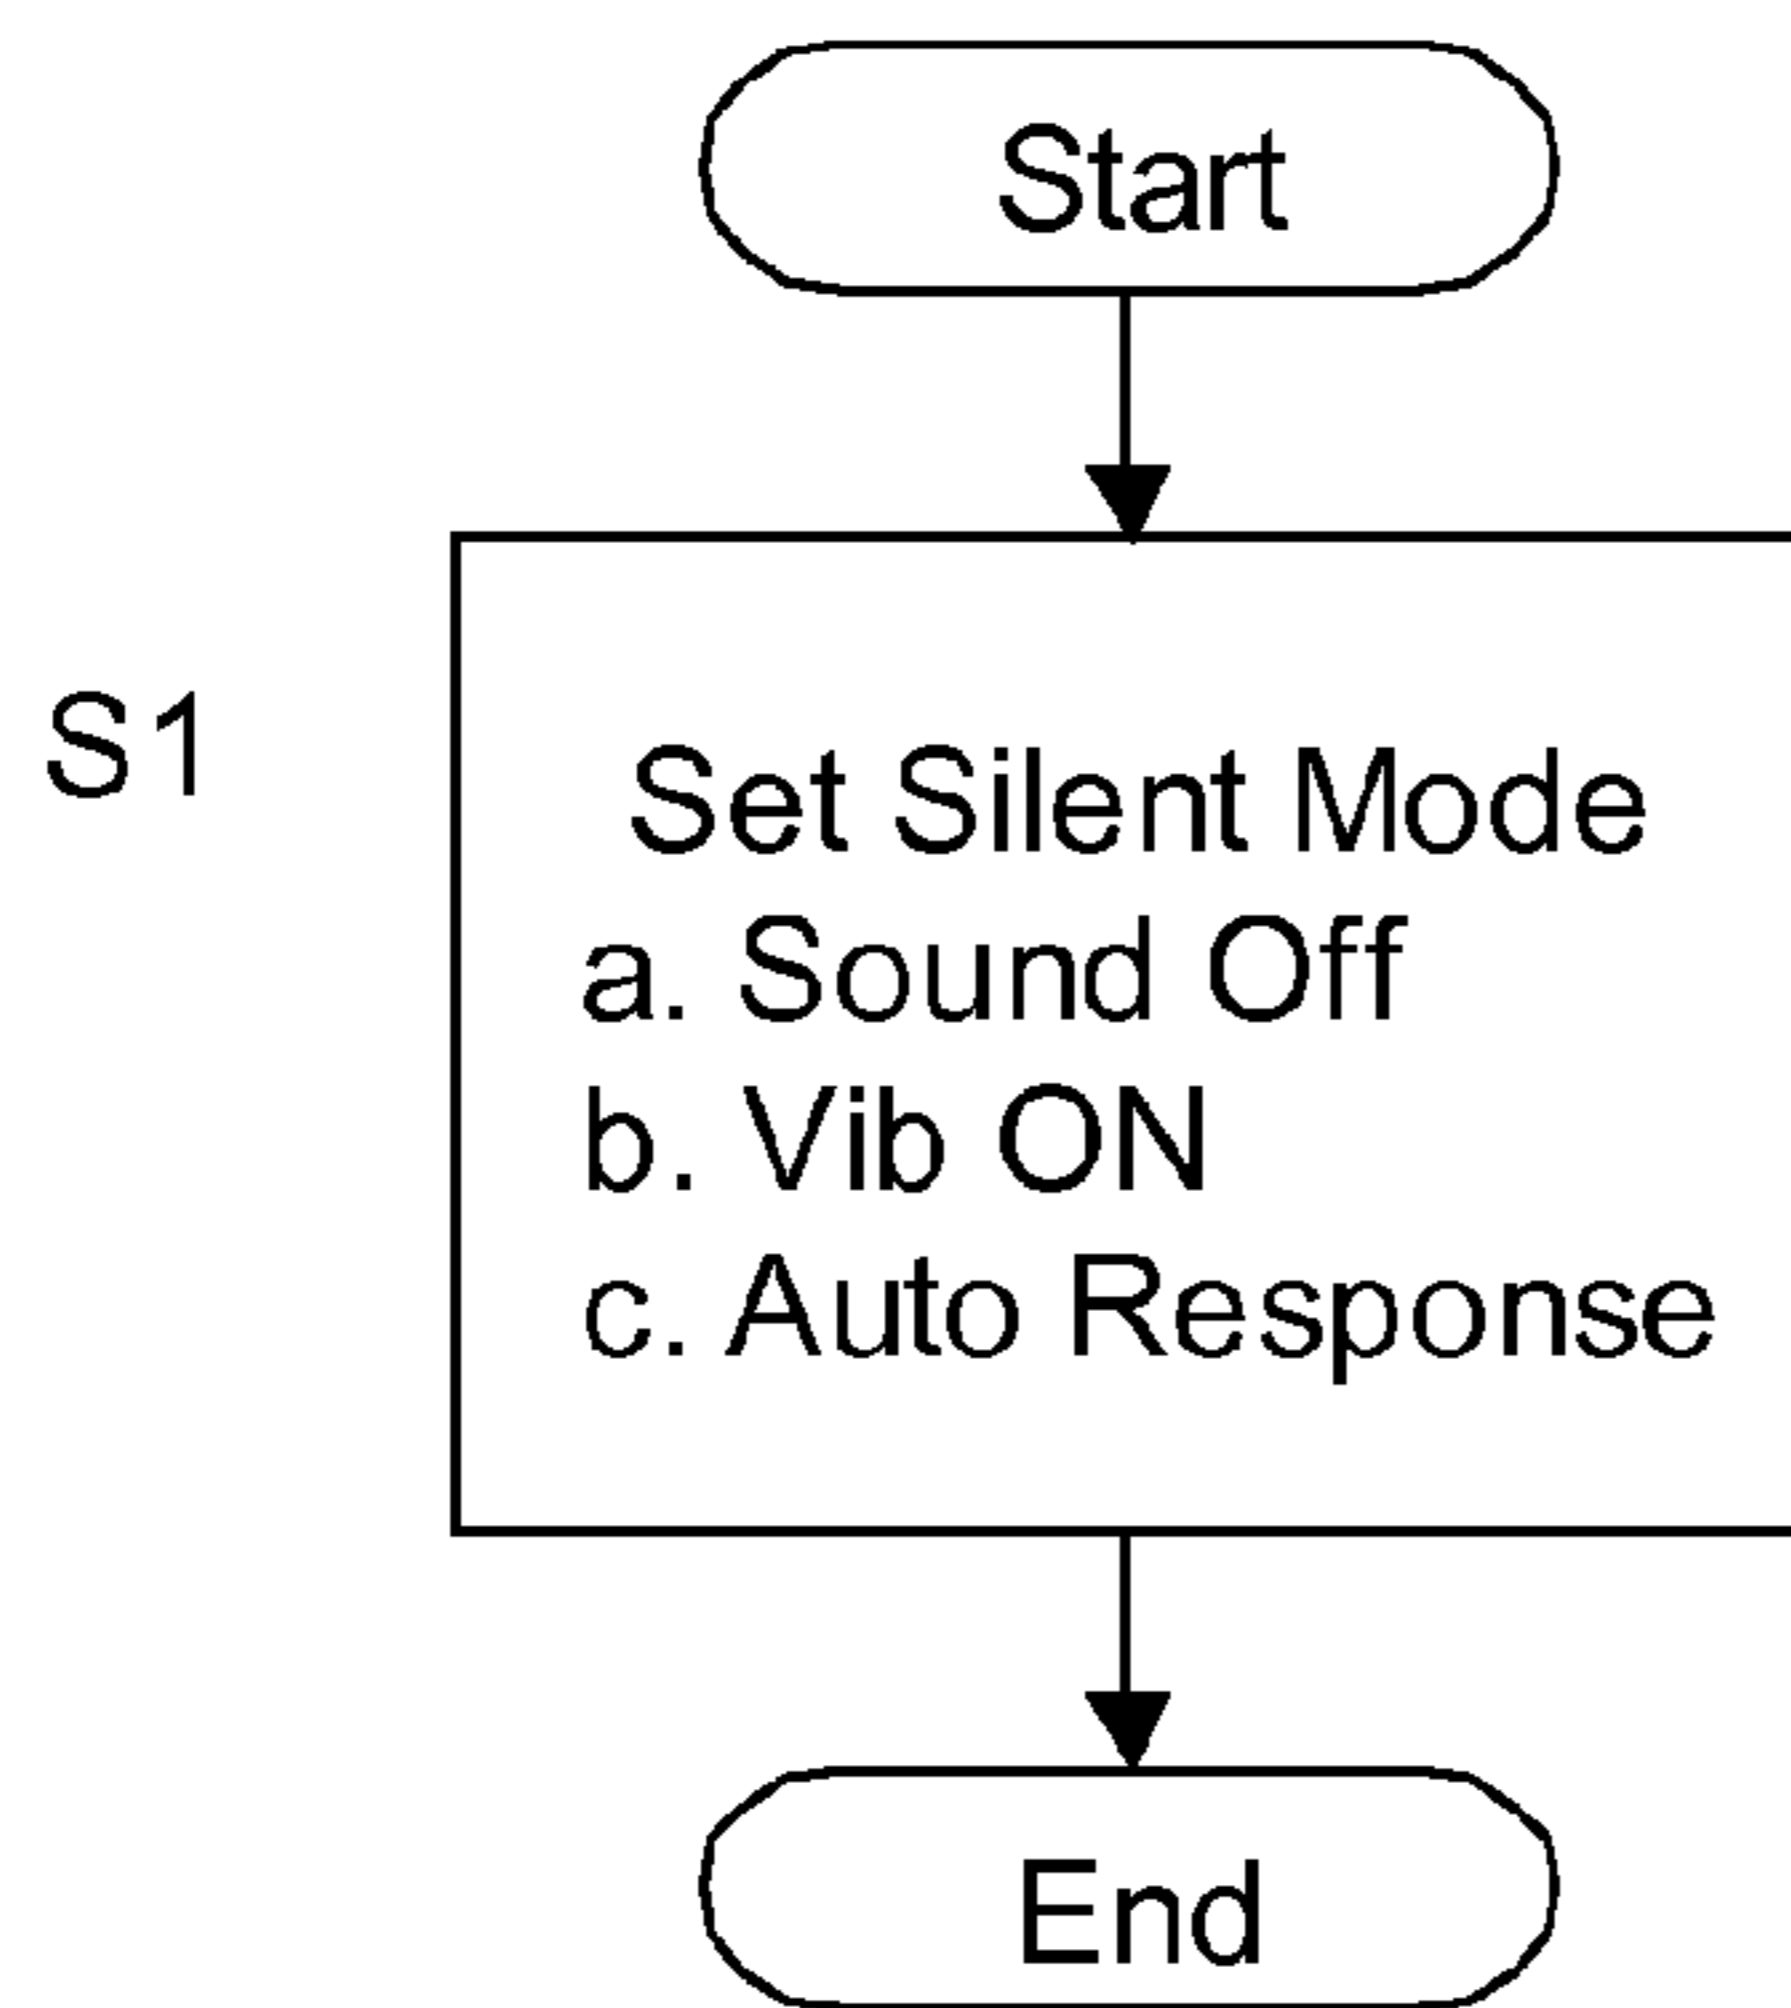 Start
S1
Set Silent Mode
a. Sound Off
b. Vib ON
c. Auto Response
End